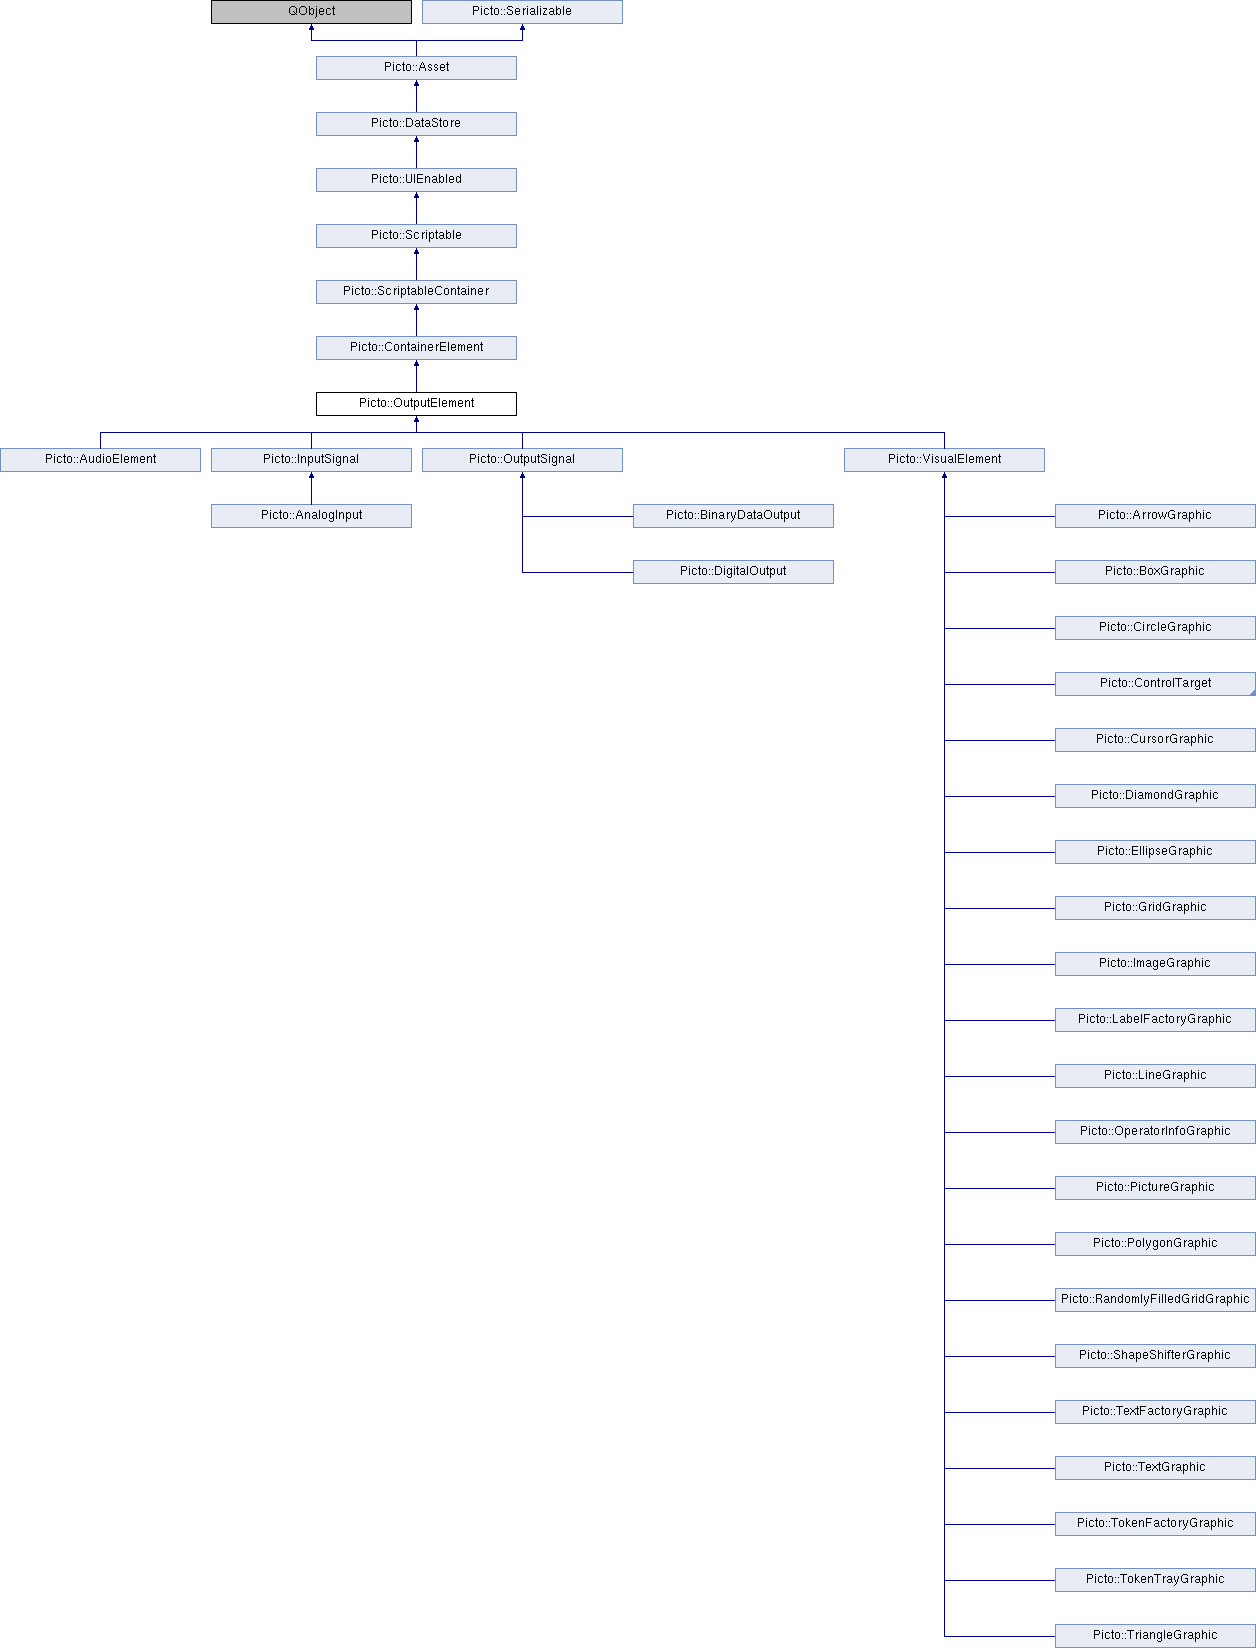 QObject
Picto::Serializable
Picto::Asset
Picto::DataStore
Picto::UIEnabled
Picto::Scriptable
Picto::ScriptableContainer
Picto::ContainerElement
Picto::OutputElement
Picto::AudioElement
Picto::InputSignal
Picto::OutputSignal
Picto::VisualElement
Picto::AnalogInput
Picto::BinaryDataOutput
Picto::ArrowGraphic
Picto::DigitalOutput
Picto::BoxGraphic
Picto::CircleGraphic
Picto::ControlTarget
Picto::CursorGraphic
Picto::DiamondGraphic
Picto::EllipseGraphic
Picto::GridGraphic
Picto::ImageGraphic
Picto::LabelFactoryGraphic
Picto::LineGraphic
Picto::OperatorInfoGraphic
Picto::PictureGraphic
Picto::PolygonGraphic
Picto::RandomlyFilledGridGraphic
Picto::ShapeShifterGraphic
Picto::TextFactoryGraphic
Picto::TextGraphic
Picto::TokenFactoryGraphic
Picto::TokenTrayGraphic
Picto::TriangleGraphic